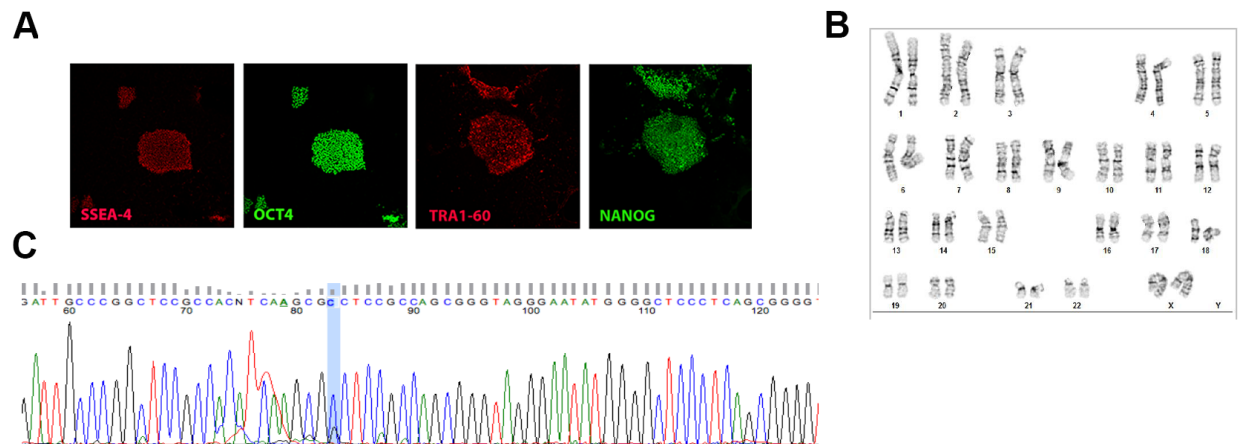 A
B
SSEA-4 OCT4 TRA1-60 NANOG
1 2 3 4 5
6 7 8 9 10 11 12
13 14 15 16 17 18
19 20 21 22 X Y
C
GATTGCCCGGCTCCGCCACNTCAAGCGCCTCCGCCAGCGGGTAGGGAATATGGGGCTCCCTCAGCGGGGT
60 70 80 90 100 110 120